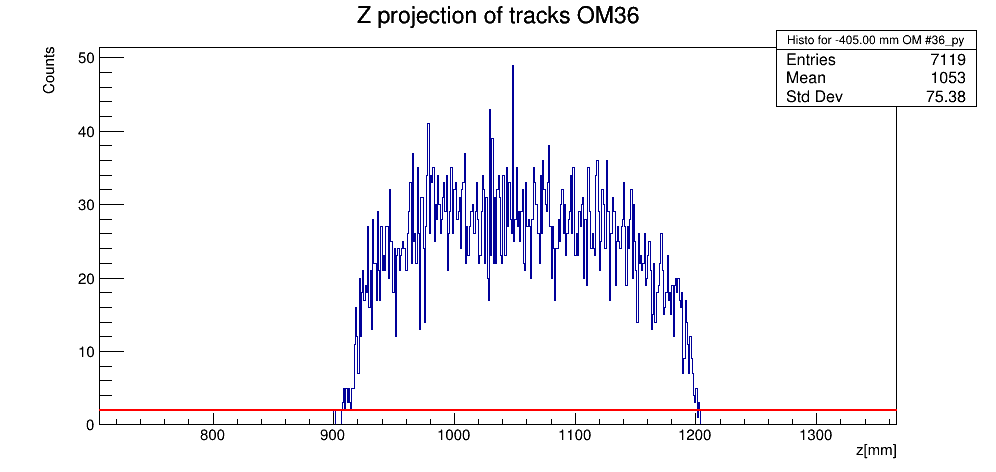 Z projection of tracks OM36
Histo for -405.00 mm OM #36_py
Entries 7119
Mean 1053
Std Dev 75.38
Counts
50
40
30
20
10
0
800 900 1000 1100 1200 1300
z[mm]